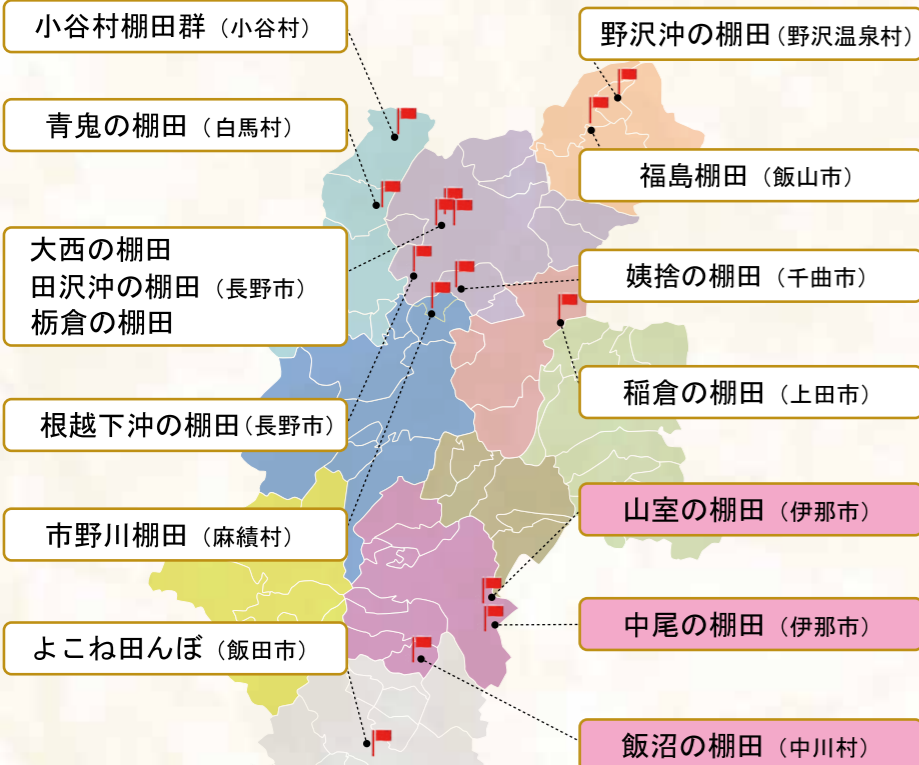 小谷村棚田群（小谷村）
青鬼の棚田（白馬村）
大西の棚田
田沢沖の棚田（長野市）
栃倉の棚田
根越下沖の棚田（長野市）
市野川棚田（麻績村）
よこね田んぼ（飯田市）
野沢沖の棚田（野沢温泉村）
福島棚田（飯山市）
姨捨の棚田（千曲市）
稲倉の棚田（上田市）
山室の棚田（伊那市）
中尾の棚田（伊那市）
飯沼の棚田（中川村）